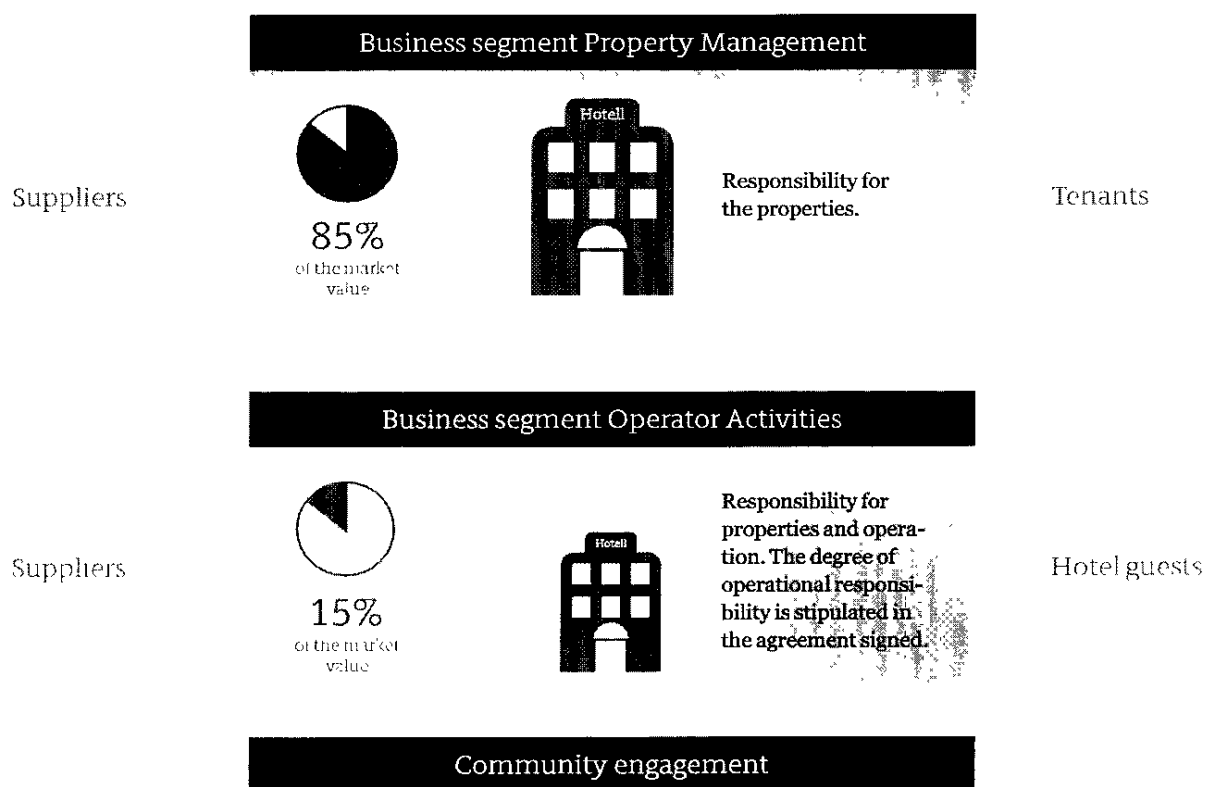 Business segment Property Management
Suppliers
85%
of the market
value
Hotell
Responsibility for
the properties.
Tenants
Business segment Operator Activities
Suppliers
15%
of the market
value
Hotell
Responsibility for
properties and opera-
tion. The degree of
operational responsi-
bility is stipulated in
the agreement signed.
Hotel guests
Community engagement